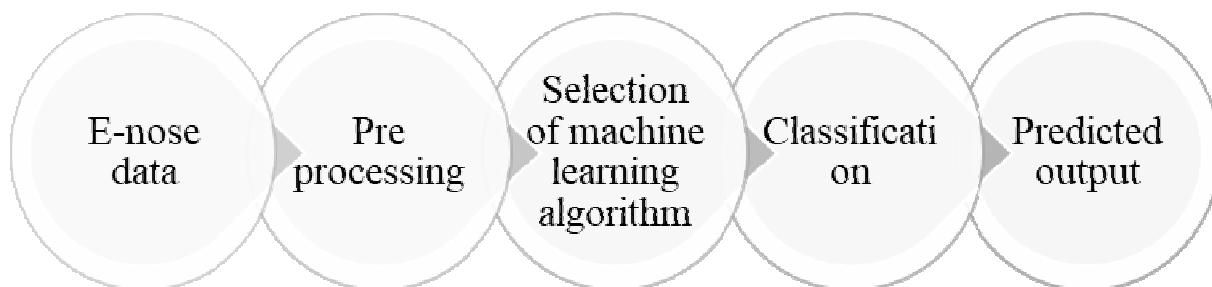 E-nose
data
Pre
processing
Selection
of machine
learning
algorithm
Classificati
on
Predicted
output